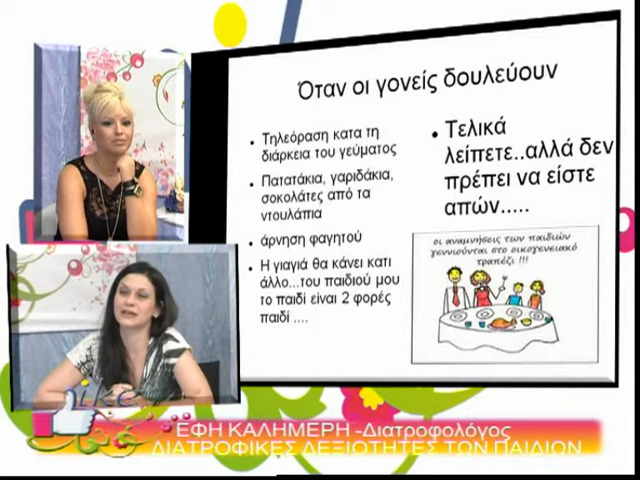 Όταν οι γονείς δουλεύουν
• Τηλεόραση κατα τη
διάρκεια του γεύματος
• Πατατάκια, γαριδάκια,
σοκολάτες από τα
ντουλάπια
• άρνηση φαγητού
• Η γιαγιά θα κάνει κατι
άλλο...του παιδιού μου
το παιδί είναι 2 φορές
παιδί ....
• Τελικά
λείπετε..αλλά δεν
πρέπει να είστε
απών.....
οι αναμνήσεις των παιδιών
γεννιούνται στο οικογενειακό
τραπέζι !!!
like
ΕΦΗ ΚΑΛΗΜΕΡΗ -Διατροφολόγος
ΔΙΑΤΡΟΦΙΚΕΣ ΔΕΞΙΟΤΗΤΕΣ ΤΩΝ ΠΑΙΔΙΩΝ